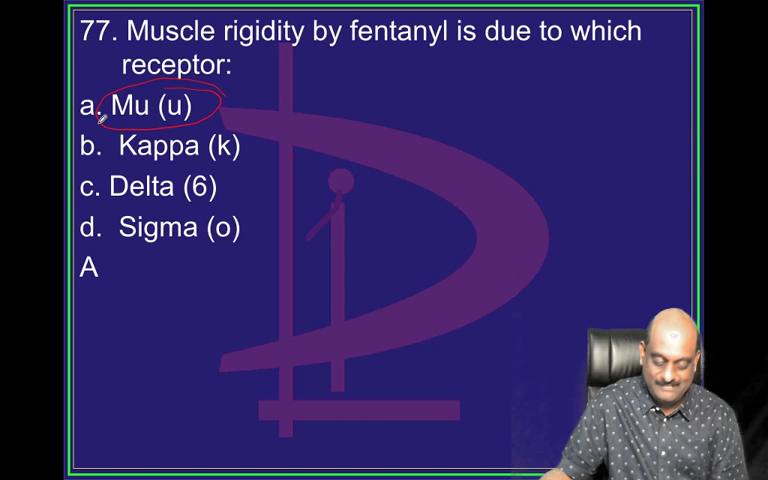 77. Muscle rigidity by fentanyl is due to which
receptor:
a. Mu (u)
b. Kappa (k)
c. Delta (6)
d. Sigma (o)
A